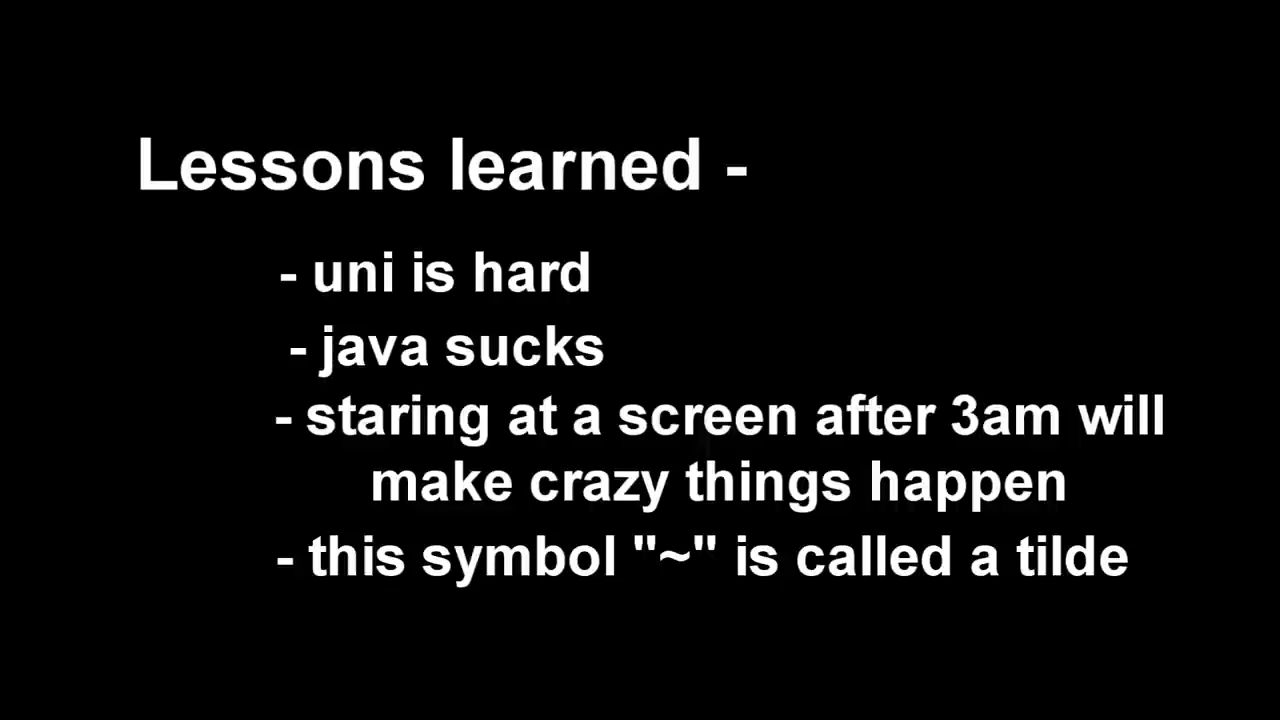 Lessons learned -
- uni is hard
- java sucks
- staring at a screen after 3am will
make crazy things happen
- this symbol "~" is called a tilde